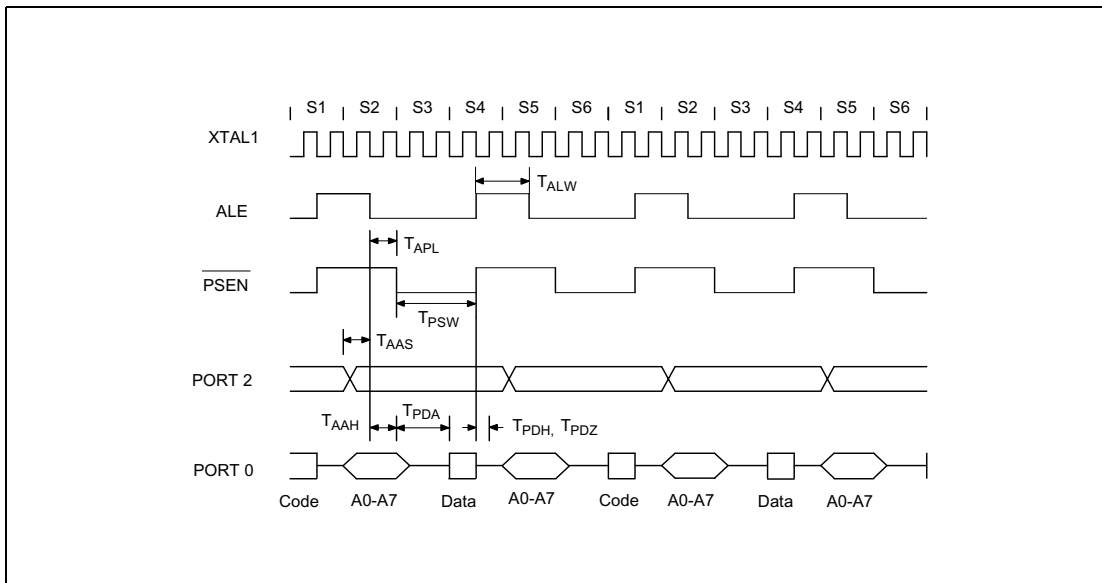 S1 S2 S3 S4 S5 S6 S1 S2 S3 S4 S5 S6
XTAL1
T_ALW
ALE
T_APL
PSEN
T_PSW
T_AAS
PORT 2
T_AAH T_PDA T_PDH, T_PDZ
PORT 0
Code A0-A7 Data A0-A7 Code A0-A7 Data A0-A7